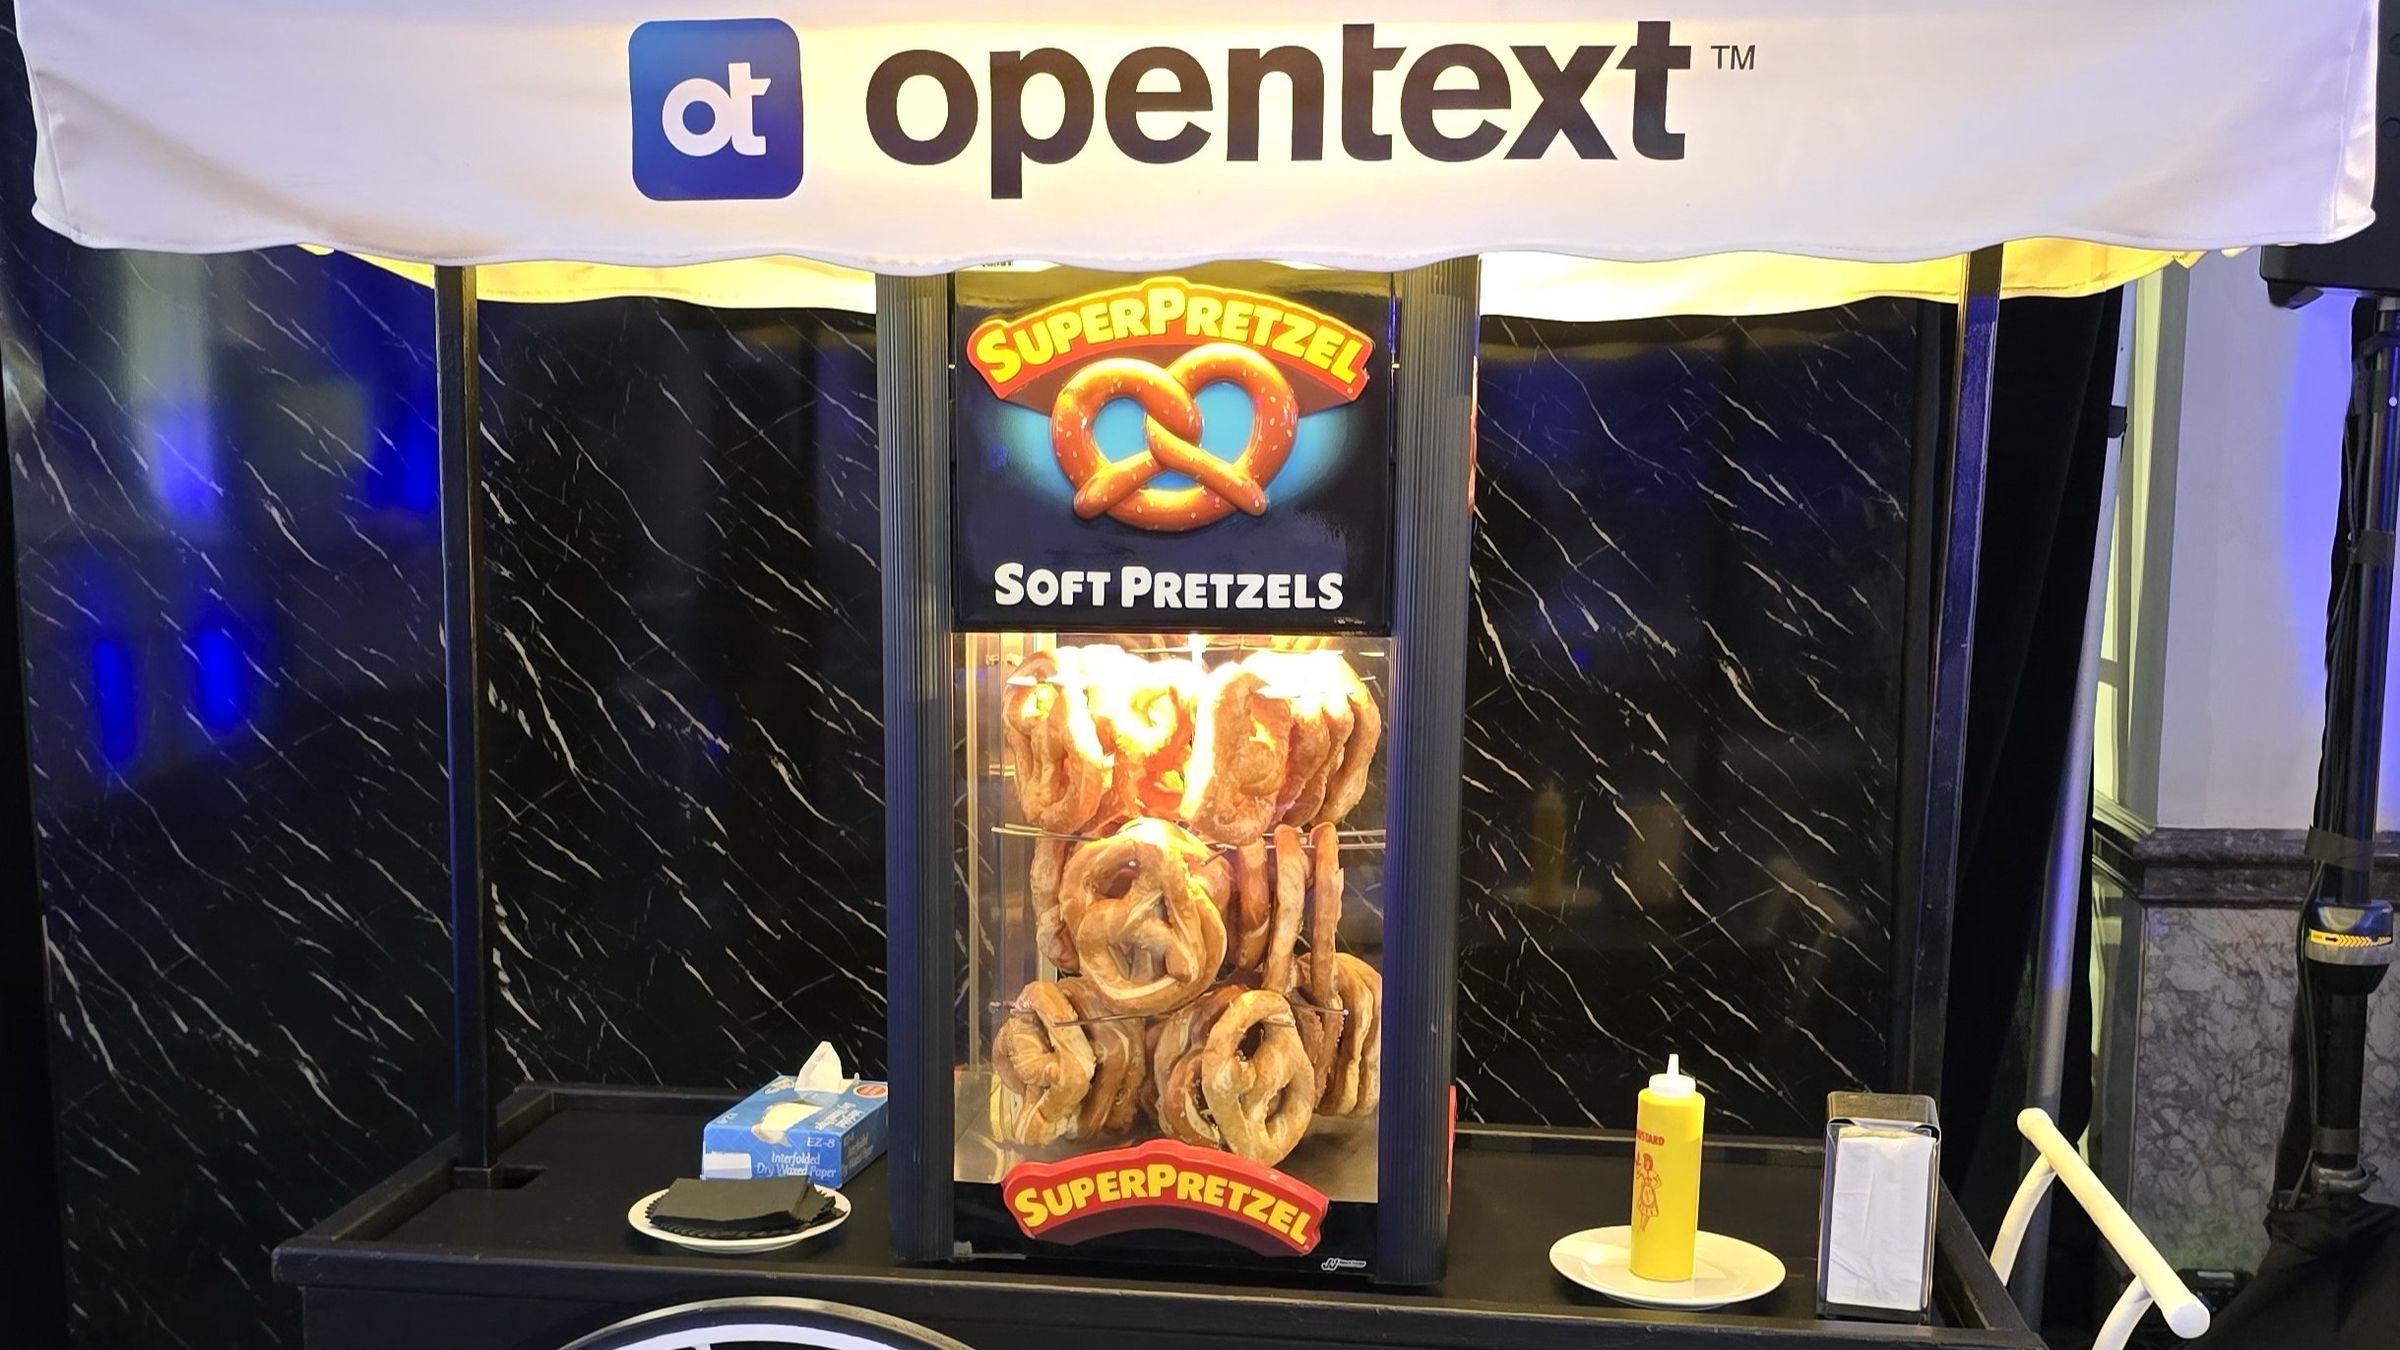 ot opentext™
SUPERPRETZEL
SOFT PRETZELS
EZ-8
Interfolded
Dry Waxed Paper
SUPERPRETZEL